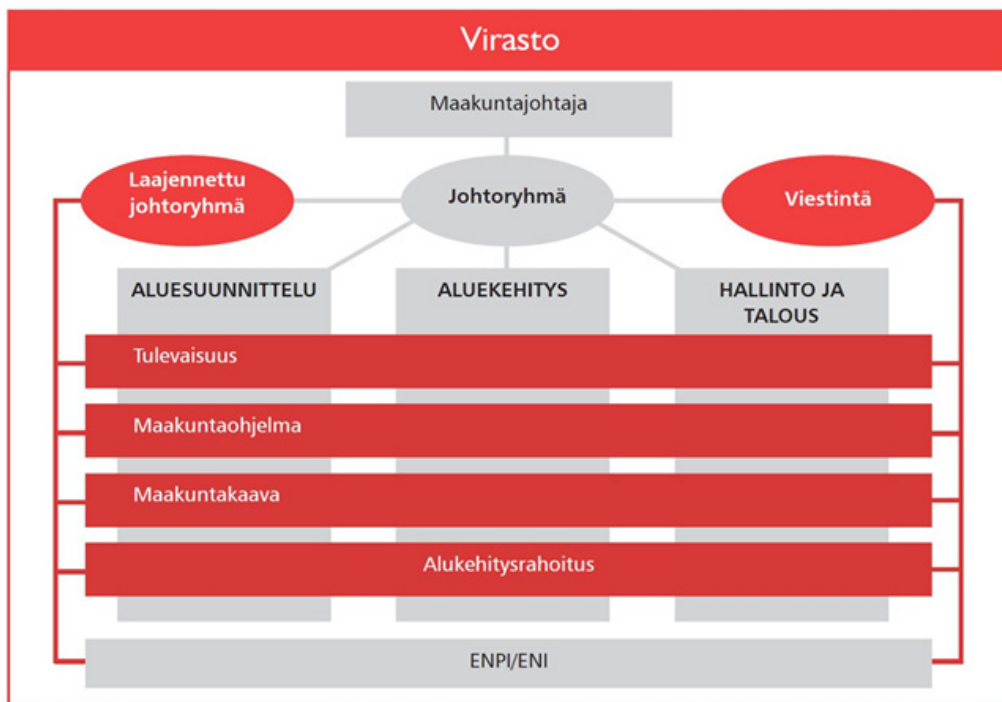 Virasto
Maakuntajohtaja
Laajennettu
johtoryhmä
Johtoryhmä
Viestintä
ALUESUUNNITTELU
ALUEKEHITYS
HALLINTO JA
TALOUS
Tulevaisuus
Maakuntaohjelma
Maakuntakaava
Alukehitysrahoitus
ENPI/ENI